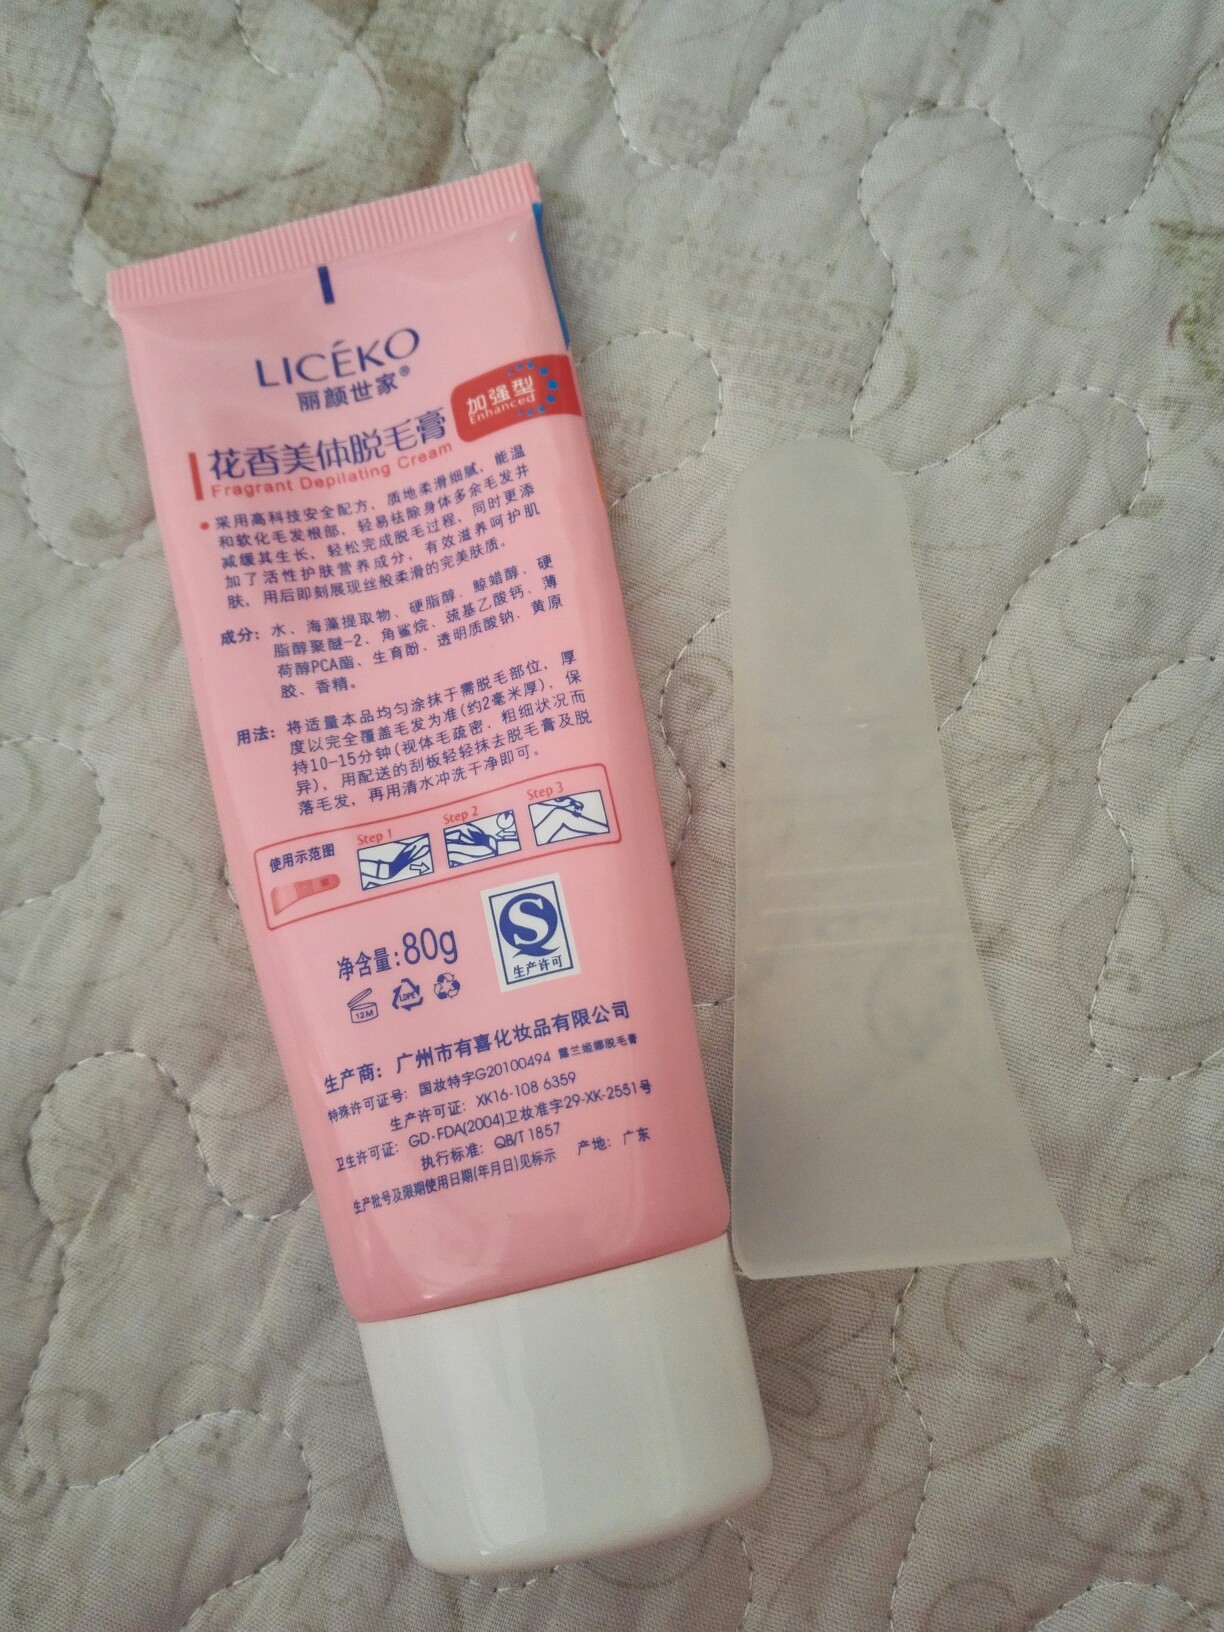 LICÉKO
丽颜世家®
加强型
Enhanced
花香美体脱毛膏
Fragrant Depilating Cream
• 采用高科技安全配方，质地柔滑细腻，能温
和软化毛发根部，轻易祛除身体多余毛发并
减缓其生长，轻松完成脱毛过程，同时更添
加了活性护肤营养成分，有效滋养呵护肌
肤，用后即刻展现丝般柔滑的完美肤质。
成分：水、海藻提取物、硬脂醇、鲸蜡醇、硬
脂醇聚醚-2、角鲨烷、巯基乙酸钙、薄
荷醇PCA酯、生育酚、透明质酸钠、黄原
胶、香精。
用法：将适量本品均匀涂抹于需脱毛部位，厚
度以完全覆盖毛发为准(约2毫米厚)，保
持10-15分钟(视体毛疏密、粗细状况而
异)，用配送的刮板轻轻抹去脱毛膏及脱
落毛发，再用清水冲洗干净即可。
使用示范图
Step 1
Step 2
Step 3
净含量:80g
生产许可
12M
LDPE
生产商：广州市有喜化妆品有限公司
特殊许可证号：国妆特字G20100494 露兰姬娜脱毛膏
生产许可证：XK16-108 6359
卫生许可证：GD·FDA(2004)卫妆准字29-XK-2551号
执行标准：QB/T 1857 产地：广东
生产批号及限期使用日期(年月日)见标示